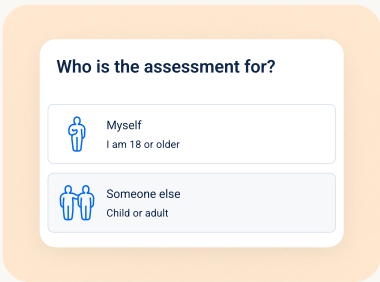 Who is the assessment for?
Myself
I am 18 or older
Someone else
Child or adult